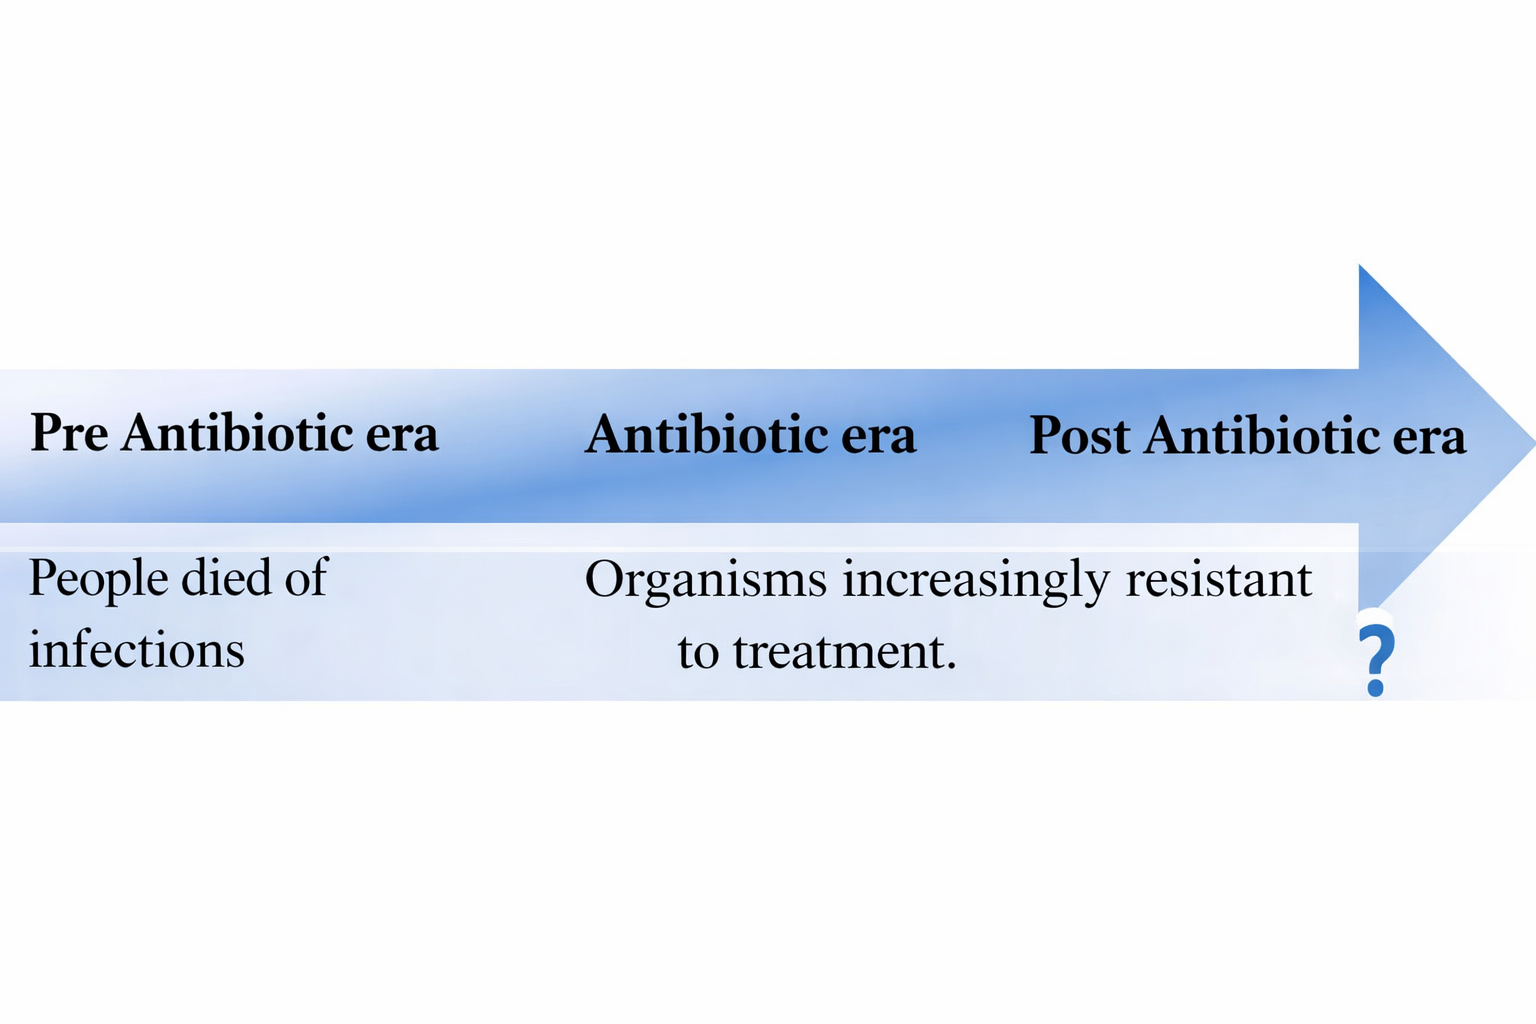 Pre Antibiotic era Antibiotic era Post Antibiotic era
People died of Organisms increasingly resistant
infections to treatment.
?